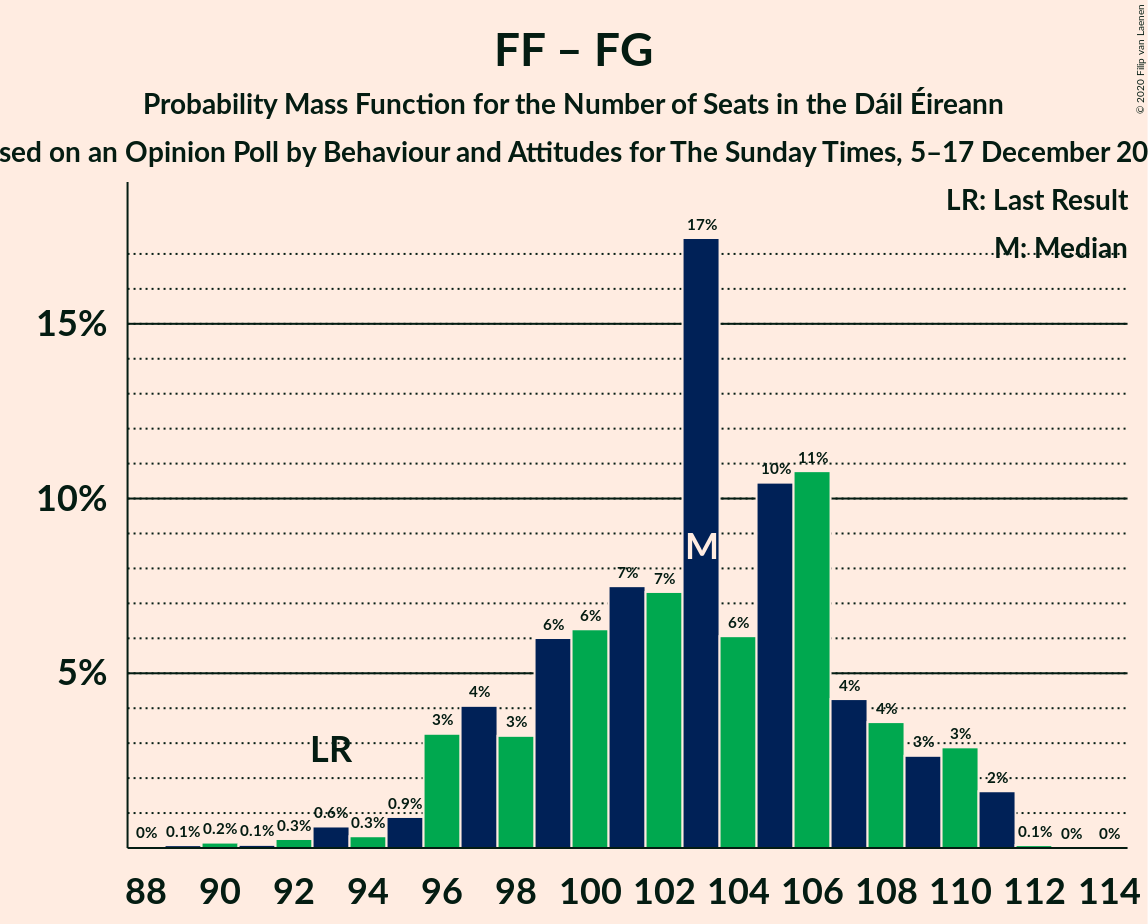 FF – FG
Probability Mass Function for the Number of Seats in the Dáil Éireann
sed on an Opinion Poll by Behaviour and Attitudes for The Sunday Times, 5–17 December 20
© 2020 Filip van Laenen
LR: Last Result
M: Median
17%
15%
11%
10%
10%
M
7%
7%
6%
6%
6%
5%
4%
4%
4%
3%
3%
3%
3%
LR
2%
0.9%
0.6%
0% 0.1% 0.2% 0.1% 0.3% 0.3% 0.1% 0% 0%
88 90 92 94 96 98 100 102 104 106 108 110 112 114